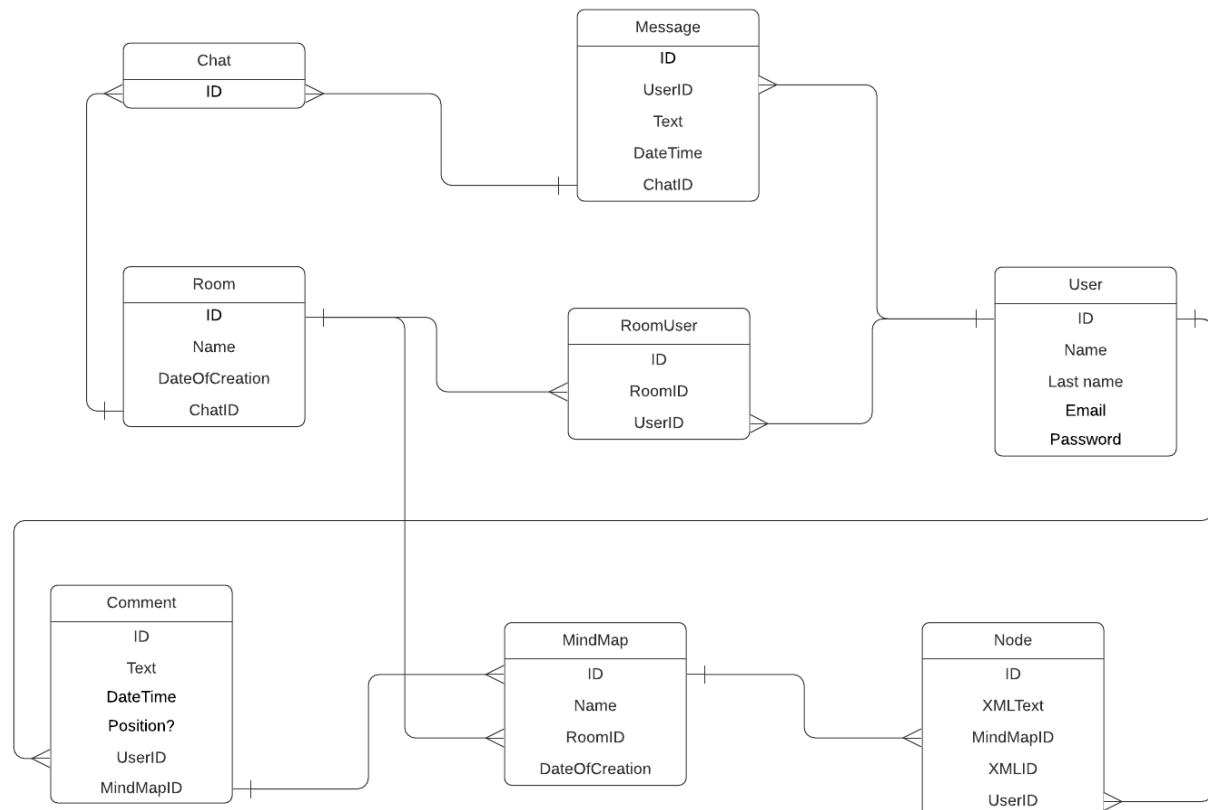 Chat
ID
Message
ID
UserID
Text
DateTime
ChatID
Room
ID
Name
DateOfCreation
ChatID
RoomUser
ID
RoomID
UserID
User
ID
Name
Last name
Email
Password
Comment
ID
Text
DateTime
Position?
UserID
MindMapID
MindMap
ID
Name
RoomID
DateOfCreation
Node
ID
XMLText
MindMapID
XMLID
UserID